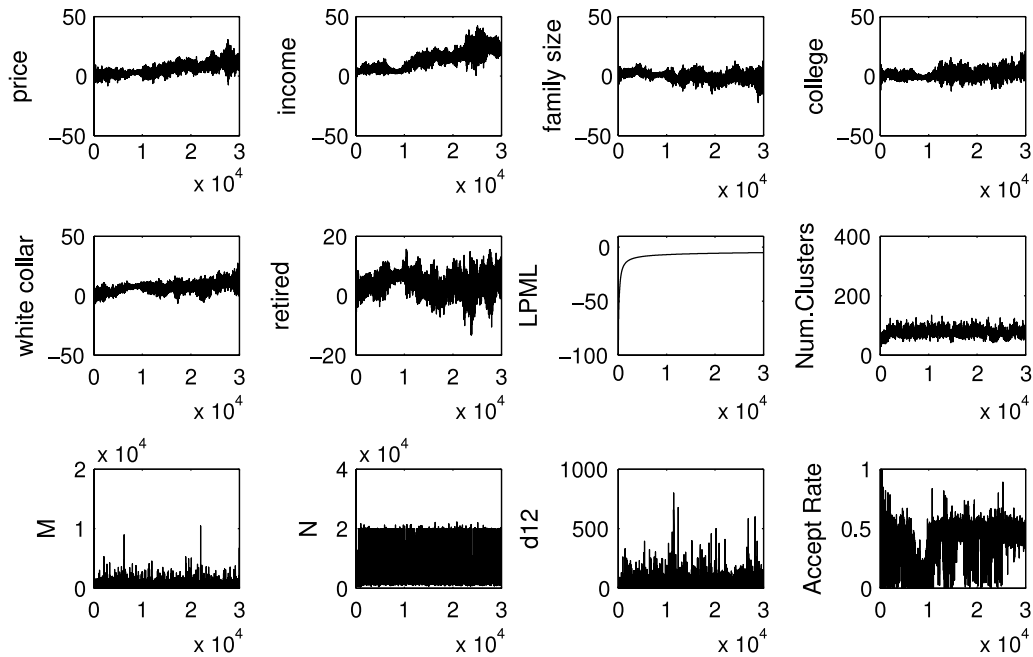 price
50
0
−50
0 1 2 3
x 10^4
income
50
0
−50
0 1 2 3
x 10^4
family size
50
0
−50
0 1 2 3
x 10^4
college
50
0
−50
0 1 2 3
x 10^4
white collar
50
0
−50
0 1 2 3
x 10^4
retired
20
0
−20
0 1 2 3
x 10^4
LPML
0
−50
−100
0 1 2 3
x 10^4
Num.Clusters
400
200
0
0 1 2 3
x 10^4
M
x 10^4
2
1
0
0 1 2 3
x 10^4
N
x 10^4
4
2
0
0 1 2 3
x 10^4
d12
1000
500
0
0 1 2 3
x 10^4
Accept Rate
1
0.5
0
0 1 2 3
x 10^4